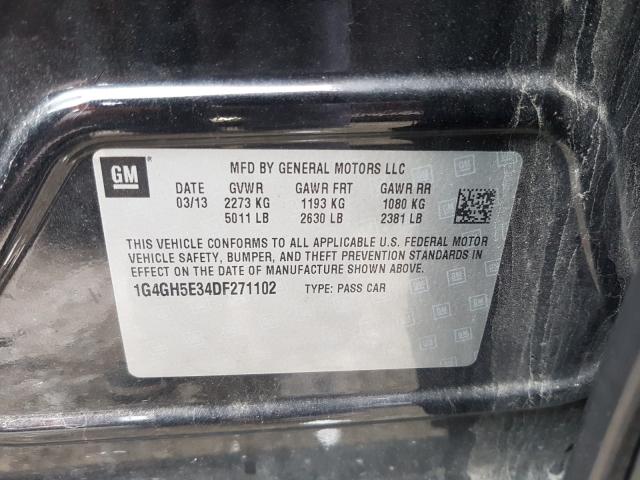 GM
MFD BY GENERAL MOTORS LLC
DATE GVWR GAWR FRT GAWR RR
03/13 2273 KG 1193 KG 1080 KG
5011 LB 2630 LB 2381 LB
THIS VEHICLE CONFORMS TO ALL APPLICABLE U.S. FEDERAL MOTOR
VEHICLE SAFETY, BUMPER, AND THEFT PREVENTION STANDARDS IN
EFFECT ON THE DATE OF MANUFACTURE SHOWN ABOVE.
1G4GH5E34DF271102 TYPE: PASS CAR